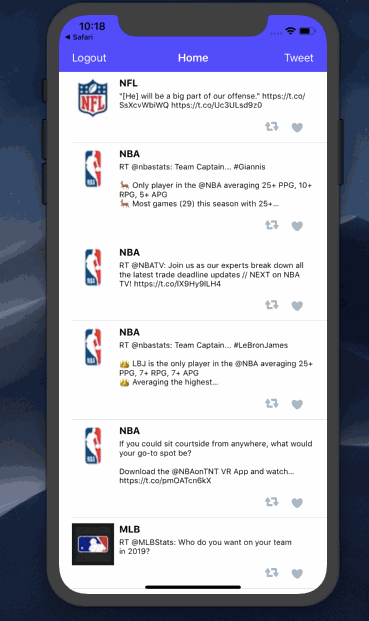 10:18
Safari
Logout
Home
Tweet
NFL
"[He] will be a big part of our offense." https://t.co/
SsXcvWbiWQ https://t.co/Uc3ULsd9z0
NBA
RT @nbastats: Team Captain... #Giannis
Only player in the @NBA averaging 25+ PPG, 10+
RPG, 5+ APG
Most games (29) this season with 25+...
NBA
RT @NBATV: Join us as our experts break down all
the latest trade deadline updates // NEXT on NBA
TV! https://t.co/lX9Hy9ILH4
NBA
RT @nbastats: Team Captain... #LeBronJames
LBJ is the only player in the @NBA averaging 25+
PPG, 7+ RPG, 7+ APG
Averaging the highest...
NBA
If you could sit courtside from anywhere, what would
your go-to spot be?
Download the @NBAonTNT VR App and watch...
https://t.co/pmOATcn6kX
MLB
RT @MLBStats: Who do you want on your team
in 2019?